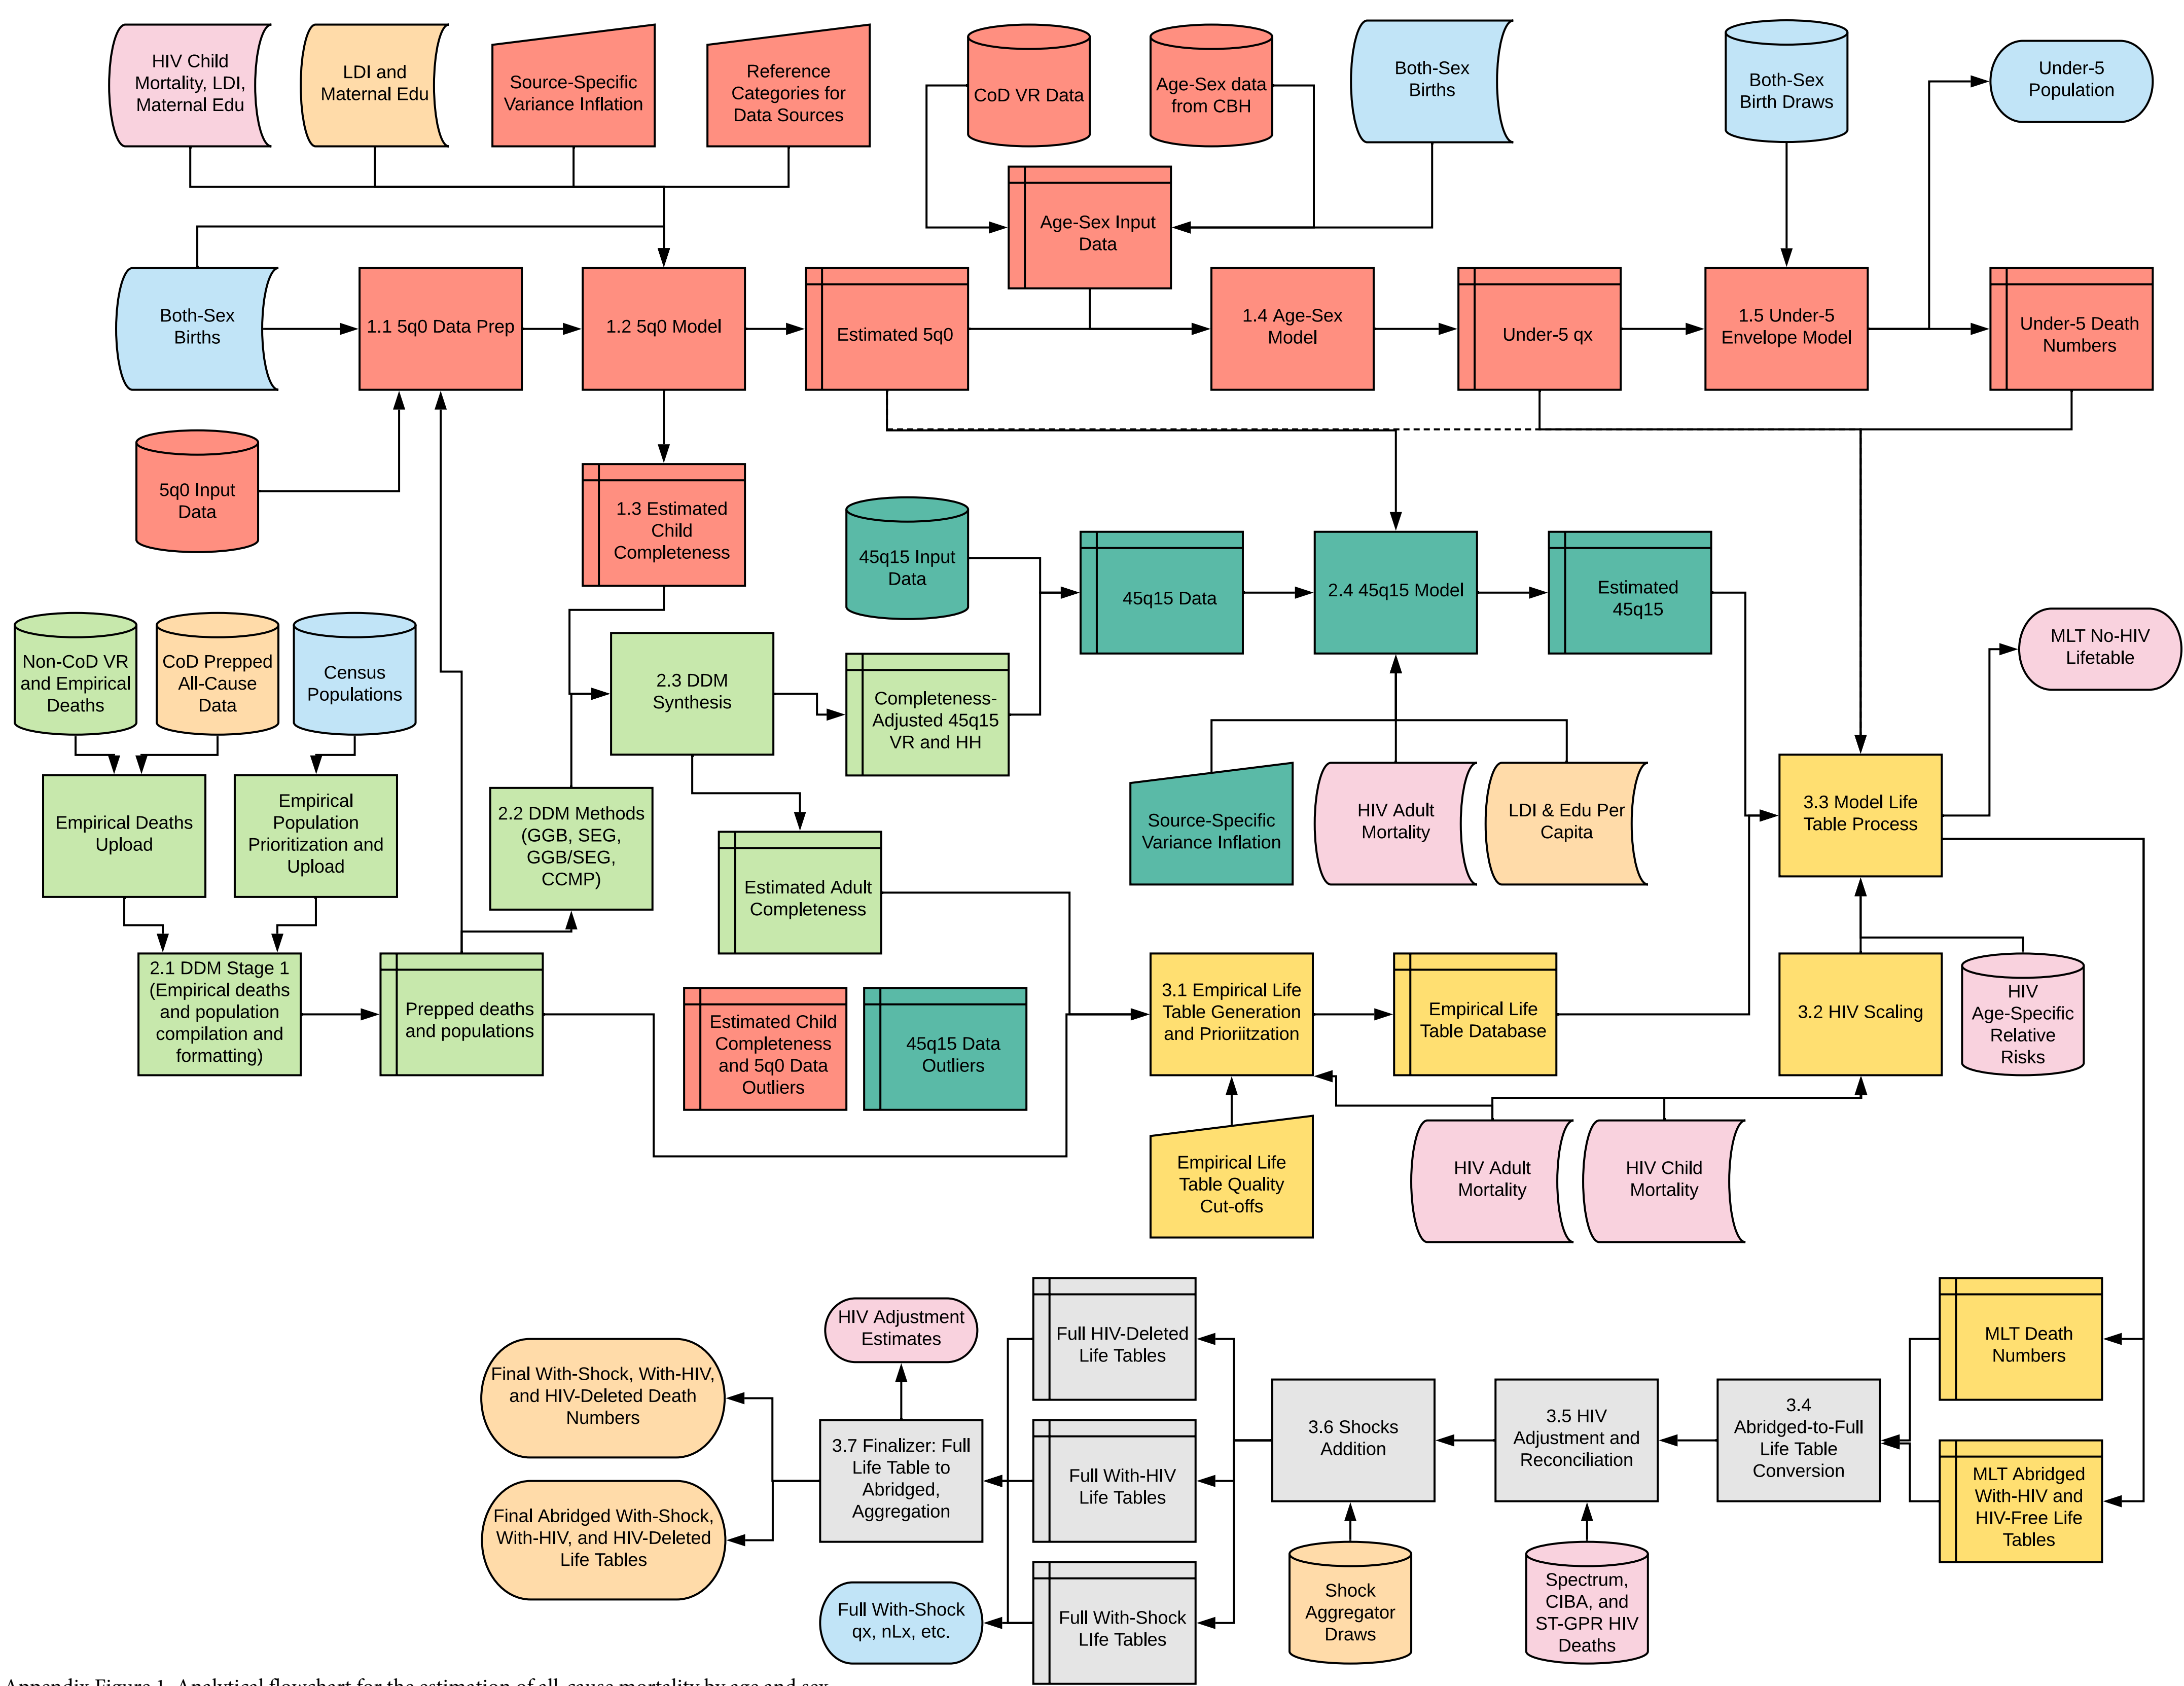 HIV Child
Mortality, LDI,
Maternal Edu
LDI and
Maternal Edu
Source-Specific
Variance Inflation
Reference
Categories for
Data Sources
CoD VR Data
Age-Sex data
from CBH
Both-Sex
Births
Both-Sex
Birth Draws
Under-5
Population
Age-Sex Input
Data
Both-Sex
Births
1.1 5q0 Data Prep
1.2 5q0 Model
Estimated 5q0
1.4 Age-Sex
Model
Under-5 qx
1.5 Under-5
Envelope Model
Under-5 Death
Numbers
5q0 Input
Data
1.3 Estimated
Child
Completeness
45q15 Input
Data
45q15 Data
2.4 45q15 Model
Estimated
45q15
MLT No-HIV
Lifetable
Non-CoD VR
and Empirical
Deaths
CoD Prepped
All-Cause
Data
Census
Populations
2.3 DDM
Synthesis
Completeness-
Adjusted 45q15
VR and HH
Empirical Deaths
Upload
Empirical
Population
Prioritization and
Upload
2.2 DDM Methods
(GGB, SEG,
GGB/SEG,
CCMP)
Estimated Adult
Completeness
Source-Specific
Variance Inflation
HIV Adult
Mortality
LDI & Edu Per
Capita
3.3 Model Life
Table Process
2.1 DDM Stage 1
(Empirical deaths
and population
compilation and
formatting)
Prepped deaths
and populations
Estimated Child
Completeness
and 5q0 Data
Outliers
45q15 Data
Outliers
3.1 Empirical Life
Table Generation
and Prioriitzation
Empirical Life
Table Database
3.2 HIV Scaling
HIV
Age-Specific
Relative
Risks
Empirical Life
Table Quality
Cut-offs
HIV Adult
Mortality
HIV Child
Mortality
HIV Adjustment
Estimates
Full HIV-Deleted
Life Tables
MLT Death
Numbers
Final With-Shock, With-HIV,
and HIV-Deleted Death
Numbers
3.7 Finalizer: Full
Life Table to
Abridged,
Aggregation
Full With-HIV
Life Tables
3.6 Shocks
Addition
3.5 HIV
Adjustment and
Reconciliation
3.4
Abridged-to-Full
Life Table
Conversion
MLT Abridged
With-HIV and
HIV-Free Life
Tables
Final Abridged With-Shock,
With-HIV, and HIV-Deleted
Life Tables
Full With-Shock
qx, nLx, etc.
Full With-Shock
LIfe Tables
Shock
Aggregator
Draws
Spectrum,
CIBA, and
ST-GPR HIV
Deaths
Appendix Figure 1. Analytical flowchart for the estimation of all-cause mortality by age and sex